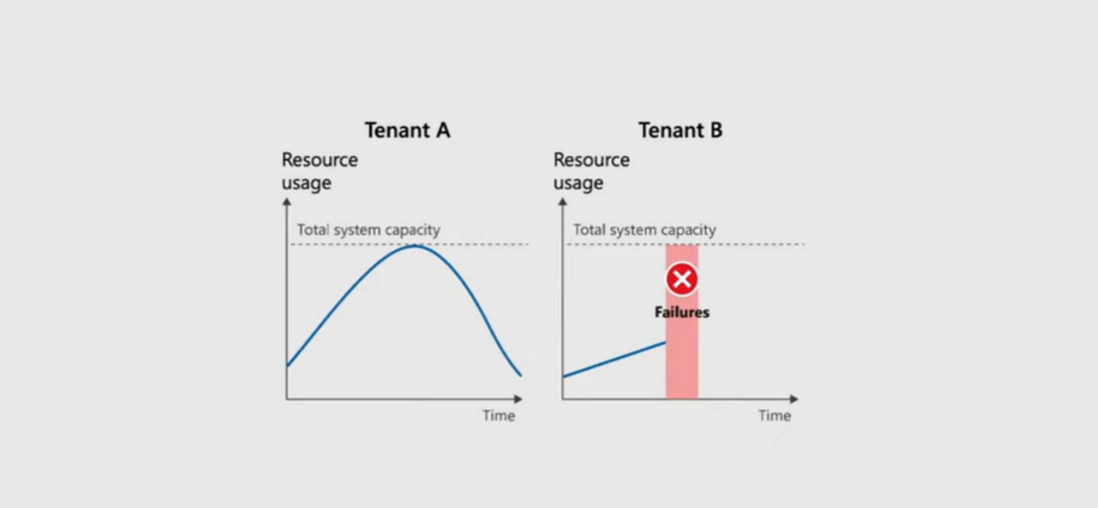 Tenant A
Resource
usage
Total system capacity
Time
Tenant B
Resource
usage
Total system capacity
Failures
Time